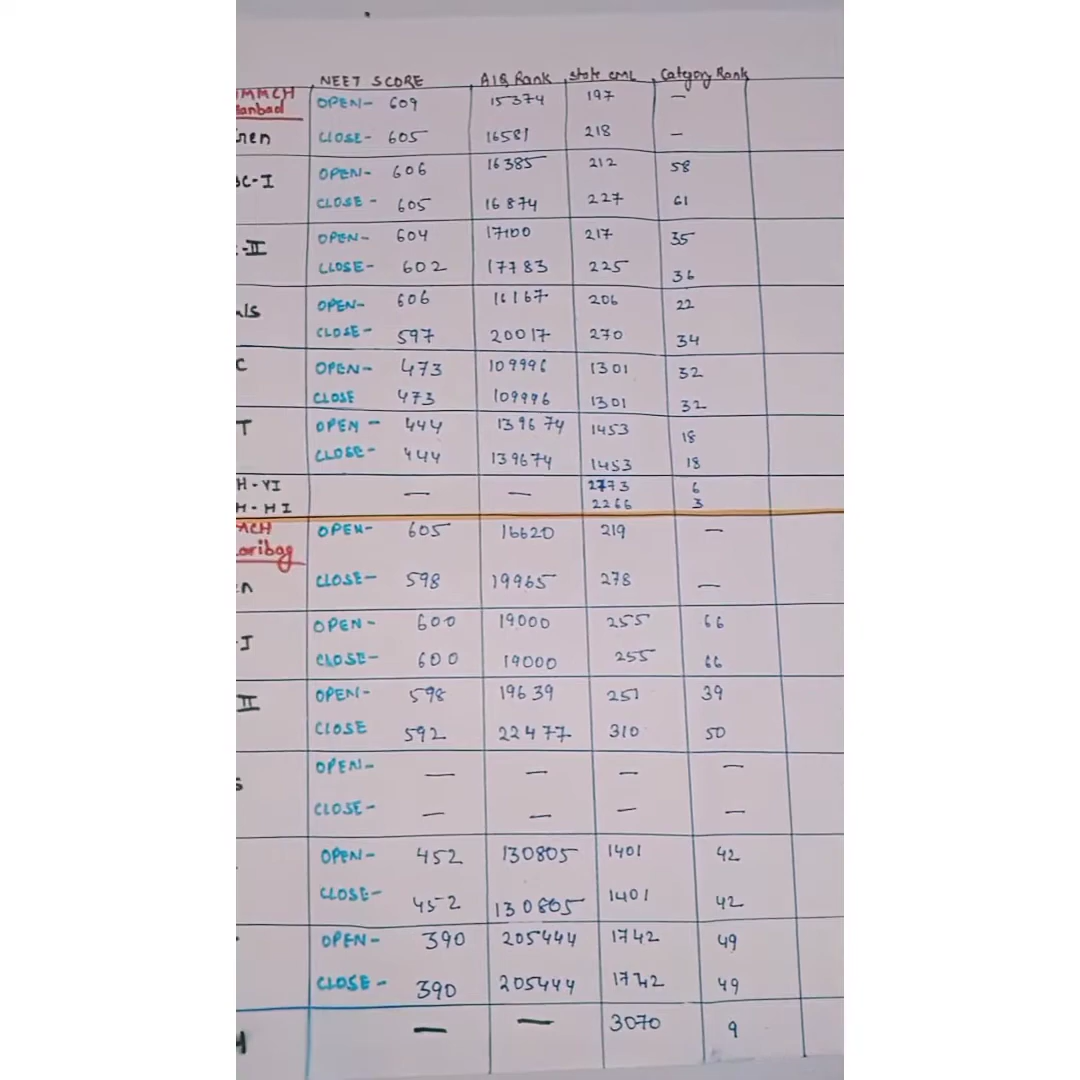 NEET SCORE AIQ Rank state CML Category Rank
MMCH OPEN- 609 15374 197 —
anbad
en CLOSE- 605 16581 218 —
OPEN- 606 16385 212 58
C-I
CLOSE- 605 16874 227 61
OPEN- 604 17100 217 35
-II
CLOSE- 602 17783 225 36
OPEN- 606 16167 206 22
ls
CLOSE- 597 20017 270 34
C OPEN- 473 109996 1301 32
CLOSE 473 109996 1301 32
T OPEN- 444 139674 1453 18
CLOSE- 444 139674 1453 18
H-VI — — 2773 6
H-HI 2266 3
MCH OPEN- 605 16620 219 —
aribag
n CLOSE- 598 19965 278 —
OPEN- 600 19000 255 66
-I
CLOSE- 600 19000 255 66
II OPEN- 598 19639 251 39
CLOSE 592 22477 310 50
OPEN- — — — —
s
CLOSE- — — — —
OPEN- 452 130805 1401 42
CLOSE- 452 130805 1401 42
OPEN- 390 205444 1742 49
CLOSE- 390 205444 1742 49
H — — 3070 9